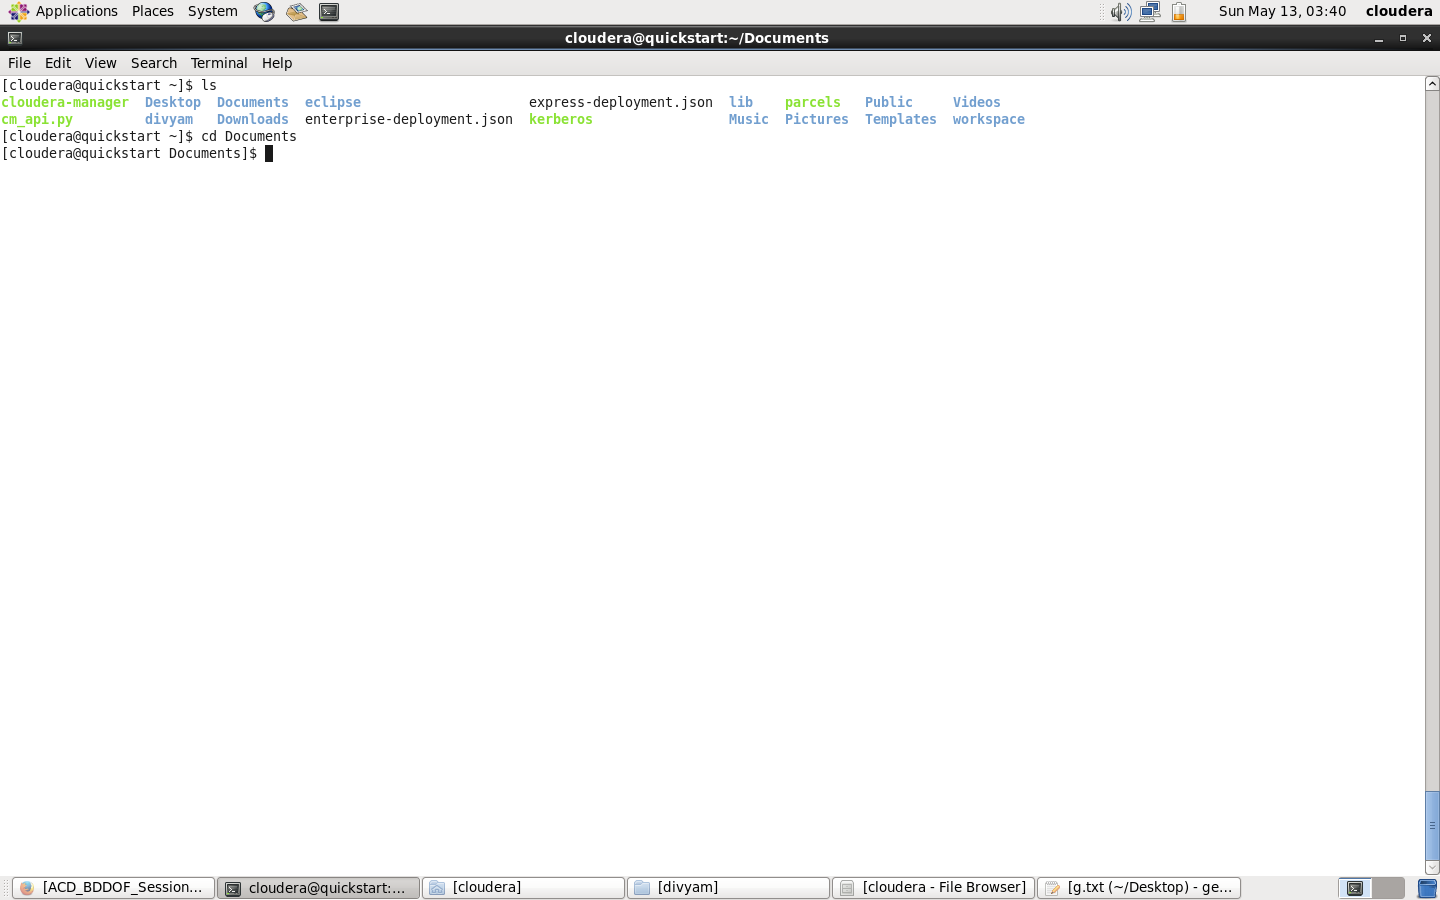 Applications Places System Sun May 13, 03:40 cloudera
cloudera@quickstart:~/Documents
File Edit View Search Terminal Help
[cloudera@quickstart ~]$ ls
cloudera-manager Desktop Documents eclipse express-deployment.json lib parcels Public Videos
cm_api.py divyam Downloads enterprise-deployment.json kerberos Music Pictures Templates workspace
[cloudera@quickstart ~]$ cd Documents
[cloudera@quickstart Documents]$
[ACD_BDDOF_Session... cloudera@quickstart:... [cloudera] [divyam] [cloudera - File Browser] [g.txt (~/Desktop) - ge...